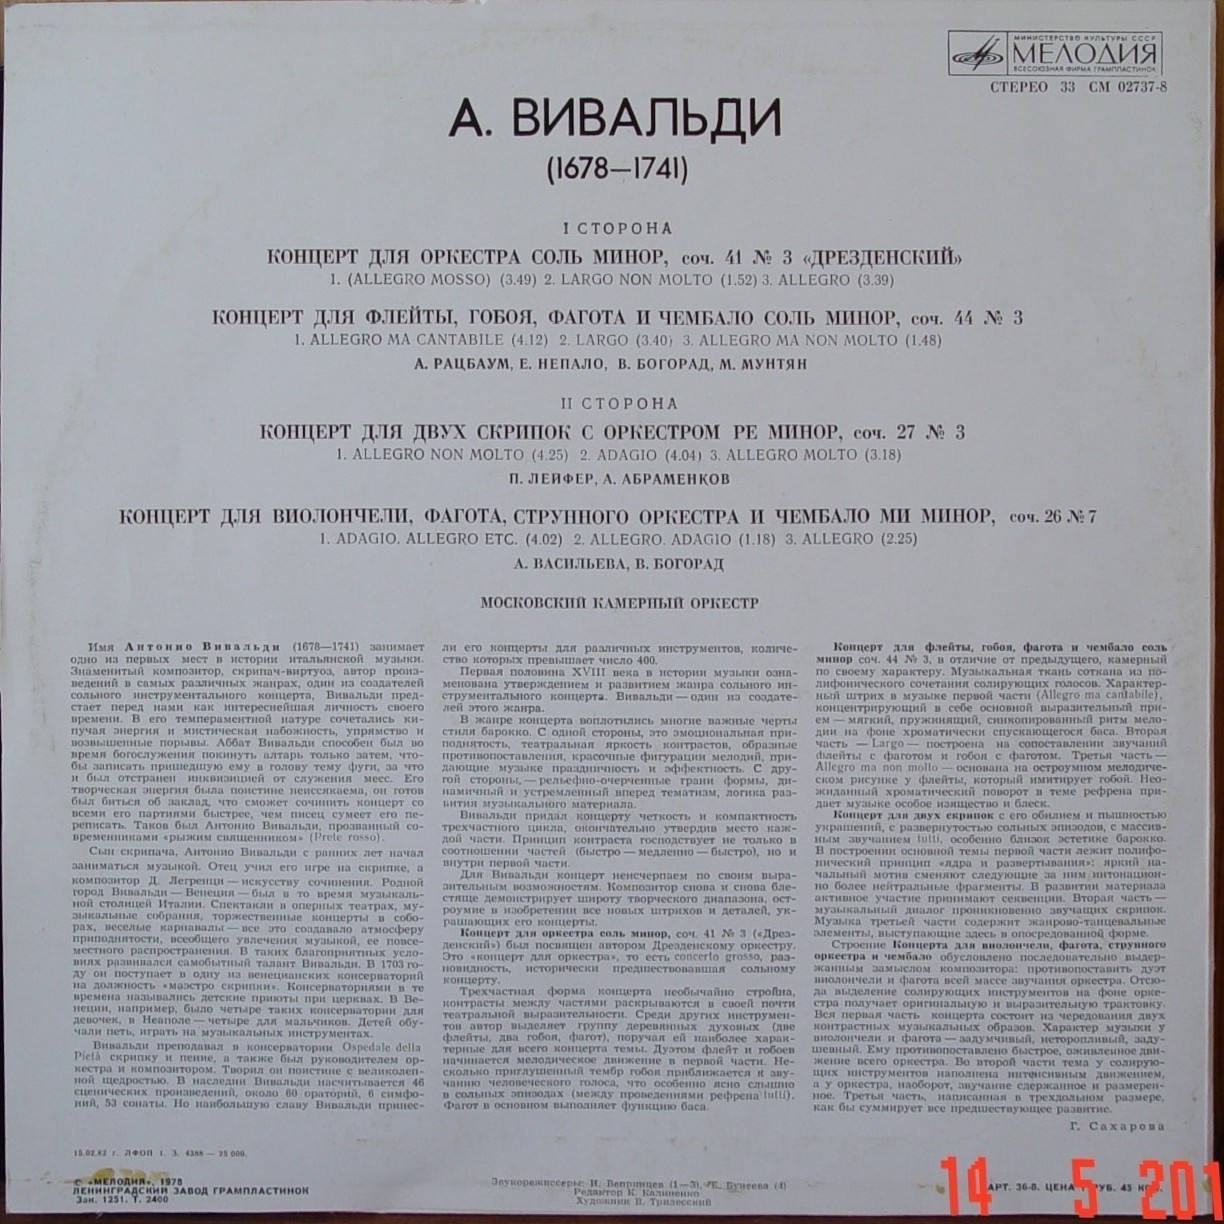 МИНИСТЕРСТВО КУЛЬТУРЫ СССР
МЕЛОДИЯ
ВСЕСОЮЗНАЯ ФИРМА ГРАМПЛАСТИНОК
СТЕРЕО 33 СМ 02737-8
А. ВИВАЛЬДИ
(1678—1741)
I СТОРОНА
КОНЦЕРТ ДЛЯ ОРКЕСТРА СОЛЬ МИНОР, соч. 41 № 3 «ДРЕЗДЕНСКИЙ»
1. (ALLEGRO MOSSO) (3.49) 2. LARGO NON MOLTO (1.52) 3. ALLEGRO (3.39)
КОНЦЕРТ ДЛЯ ФЛЕЙТЫ, ГОБОЯ, ФАГОТА И ЧЕМБАЛО СОЛЬ МИНОР, соч. 44 № 3
1. ALLEGRO MA CANTABILE (4.12) 2. LARGO (3.40) 3. ALLEGRO MA NON MOLTO (1.48)
А. РАЦБАУМ, Е. НЕПАЛО, В. БОГОРАД, М. МУНТЯН
II СТОРОНА
КОНЦЕРТ ДЛЯ ДВУХ СКРИПОК С ОРКЕСТРОМ РЕ МИНОР, соч. 27 № 3
1. ALLEGRO NON MOLTO (4.25) 2. ADAGIO (4.04) 3. ALLEGRO MOLTO (3.18)
П. ЛЕЙФЕР, А. АБРАМЕНКОВ
КОНЦЕРТ ДЛЯ ВИОЛОНЧЕЛИ, ФАГОТА, СТРУННОГО ОРКЕСТРА И ЧЕМБАЛО МИ МИНОР, соч. 26 № 7
1. ADAGIO. ALLEGRO ETC. (4.02) 2. ALLEGRO. ADAGIO (1.18) 3. ALLEGRO (2.25)
А. ВАСИЛЬЕВА, В. БОГОРАД
МОСКОВСКИЙ КАМЕРНЫЙ ОРКЕСТР
Имя Антонио Вивальди (1678—1741) занимает
одно из первых мест в истории итальянской музыки.
Знаменитый композитор, скрипач-виртуоз, автор произ-
ведений в самых различных жанрах, один из создателей
сольного инструментального концерта, Вивальди пред-
стает перед нами как интереснейшая личность своего
времени. В его темпераментной натуре сочетались ки-
пучая энергия и мистическая набожность, упрямство и
возвышенные порывы. Аббат Вивальди способен был во
время богослужения покинуть алтарь только затем, что-
бы записать пришедшую ему в голову тему фуги, за что
и был отстранен инквизицией от служения месс. Его
творческая энергия была поистине неиссякаема, он готов
был биться об заклад, что сможет сочинить концерт со
всеми его партиями быстрее, чем писец сумеет его пе-
реписать. Таков был Антонио Вивальди, прозванный со-
временниками «рыжим священником» (Prete rosso).
Сын скрипача, Антонио Вивальди с ранних лет начал
заниматься музыкой. Отец учил его игре на скрипке, а
композитор Д. Легренци — искусству сочинения. Родной
город Вивальди — Венеция — был в то время музыкаль-
ной столицей Италии. Спектакли в оперных театрах, му-
зыкальные собрания, торжественные концерты в собо-
рах, веселые карнавалы — все это создавало атмосферу
приподнятости, всеобщего увлечения музыкой, ее повсе-
местного распространения. В таких благоприятных усло-
виях развивался самобытный талант Вивальди. В 1703 го-
ду он поступает в одну из венецианских консерваторий
на должность «маэстро скрипки». Консерваториями в те
времена назывались детские приюты при церквах. В Ве-
неции, например, было четыре таких консерватории для
девочек, в Неаполе — четыре для мальчиков. Детей обу-
чали петь, играть на музыкальных инструментах.
Вивальди преподавал в консерватории Ospedale della
Pietà скрипку и пение, а также был руководителем ор-
кестра и композитором. Творил он поистине с великолеп-
ной щедростью. В наследии Вивальди насчитывается 46
сценических произведений, около 60 ораторий, 6 симфо-
ний, 53 сонаты. Но наибольшую славу Вивальди принес-
ли его концерты для различных инструментов, количе-
ство которых превышает число 400.
Первая половина XVIII века в истории музыки озна-
менована утверждением и развитием жанра сольного ин-
струментального концерта. Вивальди — один из создате-
лей этого жанра.
В жанре концерта воплотились многие важные черты
стиля барокко. С одной стороны, это эмоциональная при-
поднятость, театральная яркость контрастов, образные
противопоставления, красочные фигурации мелодий, при-
дающие музыке праздничность и эффектность. С дру-
гой стороны, — рельефно-очерченные грани формы, ди-
намичный и устремленный вперед тематизм, логика раз-
вития музыкального материала.
Вивальди придал концерту четкость и компактность
трехчастного цикла, окончательно утвердив место каж-
дой части. Принцип контраста господствует не только в
соотношении частей (быстро — медленно — быстро), но и
внутри первой части.
Для Вивальди концерт неисчерпаем по своим выра-
зительным возможностям. Композитор снова и снова бле-
стяще демонстрирует широту творческого диапазона, ост-
роумие в изобретении все новых штрихов и деталей, ук-
рашающих его концерты.
Концерт для оркестра соль минор, соч. 41 № 3 («Дрез-
денский») был посвящен автором Дрезденскому оркестру.
Это «концерт для оркестра», то есть concerto grosso, раз-
новидность, исторически предшествовавшая сольному
концерту.
Трехчастная форма концерта необычайно стройна,
контрасты между частями раскрываются в своей почти
театральной выразительности. Среди других инструмен-
тов автор выделяет группу деревянных духовых (две
флейты, два гобоя, фагот), поручая ей наиболее харак-
терные для всего концерта темы. Дуэтом флейт и гобоев
начинается мелодическое движение в первой части. Не-
сколько приглушенный тембр гобоя приближается к зву-
чанию человеческого голоса, что особенно ясно слышно
в сольных эпизодах (между проведениями рефрена tutti).
Фагот в основном выполняет функцию баса.
Концерт для флейты, гобоя, фагота и чембало соль
минор соч. 44 № 3, в отличие от предыдущего, камерный
по своему характеру. Музыкальная ткань соткана из по-
лифонического сочетания солирующих голосов. Характер-
ный штрих в музыке первой части (Allegro ma cantabile),
концентрирующий в себе основной выразительный при-
ем — мягкий, пружинящий, синкопированный ритм мело-
дии на фоне хроматически спускающегося баса. Вторая
часть — Largo — построена на сопоставлении звучаний
флейты с фаготом и гобоя с фаготом. Третья часть —
Allegro ma non molto — основана на остроумном мелодиче-
ском рисунке у флейты, который имитирует гобой. Нео-
жиданный хроматический поворот в теме рефрена при-
дает музыке особое изящество и блеск.
Концерт для двух скрипок с его обилием и пышностью
украшений, с развернутостью сольных эпизодов, с массив-
ным звучанием tutti, особенно близок эстетике барокко.
В построении основной темы первой части лежит полифо-
нический принцип «ядра и развертывания»: яркий на-
чальный мотив сменяют следующие за ним интонацион-
но более нейтральные фрагменты. В развитии материала
активное участие принимают секвенции. Вторая часть —
музыкальный диалог проникновенно звучащих скрипок.
Музыка третьей части содержит жанрово-танцевальные
элементы, выступающие здесь в опосредованной форме.
Строение Концерта для виолончели, фагота, струнного
оркестра и чембало обусловлено последовательно выдер-
жанным замыслом композитора: противопоставить дуэт
виолончели и фагота всей массе звучания оркестра. Отсю-
да выделение солирующих инструментов на фоне орке-
стра получает оригинальную и выразительную трактовку.
Вся первая часть концерта состоит из чередования двух
контрастных музыкальных образов. Характер музыки у
виолончели и фагота — задумчивый, неторопливый, заду-
шевный. Ему противопоставлено быстрое, оживленное дви-
жение всего оркестра. Во второй части тема у солирую-
щих инструментов наполнена интенсивным движением,
а у оркестра, наоборот, звучание сдержанное и размерен-
ное. Третья часть, написанная в трехдольном размере,
как бы суммирует все предшествующее развитие.
Г. Сахарова
15.02.82 г. ЛФОП 1. З. 4388 — 25 000.
© «МЕЛОДИЯ», 1978
ЛЕНИНГРАДСКИЙ ЗАВОД ГРАМПЛАСТИНОК
Зак. 1251. Т. 2400
Звукорежиссеры: И. Вепринцев (1—3), Е. Бунеева (4)
Редактор К. Калиненко
Художник В. Трилесский
АРТ. 36-8. ЦЕНА РУБ. 45
14 5 201